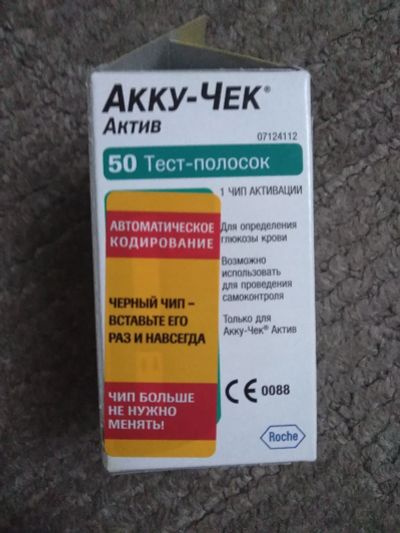 АККУ-ЧЕК®
АКТИВ
07124112
50 Тест-полосок
1 ЧИП АКТИВАЦИИ
АВТОМАТИЧЕСКОЕ
КОДИРОВАНИЕ
Для определения
глюкозы крови
Возможно
использовать
для проведения
самоконтроля
Только для
Акку-Чек® Актив
ЧЕРНЫЙ ЧИП –
ВСТАВЬТЕ ЕГО
РАЗ И НАВСЕГДА
ЧИП БОЛЬШЕ
НЕ НУЖНО
МЕНЯТЬ!
CE 0088
Roche